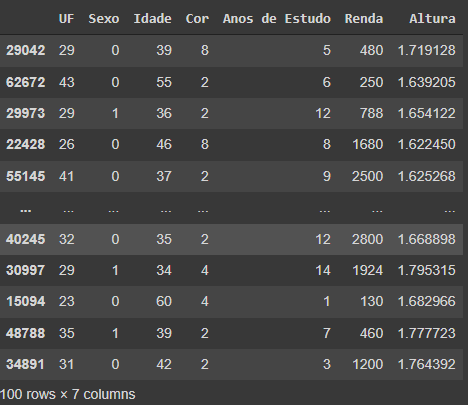 UF Sexo Idade Cor Anos de Estudo Renda Altura
29042 29 0 39 8 5 480 1.719128
62672 43 0 55 2 6 250 1.639205
29973 29 1 36 2 12 788 1.654122
22428 26 0 46 8 8 1680 1.622450
55145 41 0 37 2 9 2500 1.625268
... ... ... ... ... ... ... ...
40245 32 0 35 2 12 2800 1.668898
30997 29 1 34 4 14 1924 1.795315
15094 23 0 60 4 1 130 1.682966
48788 35 1 39 2 7 460 1.777723
34891 31 0 42 2 3 1200 1.764392
100 rows × 7 columns